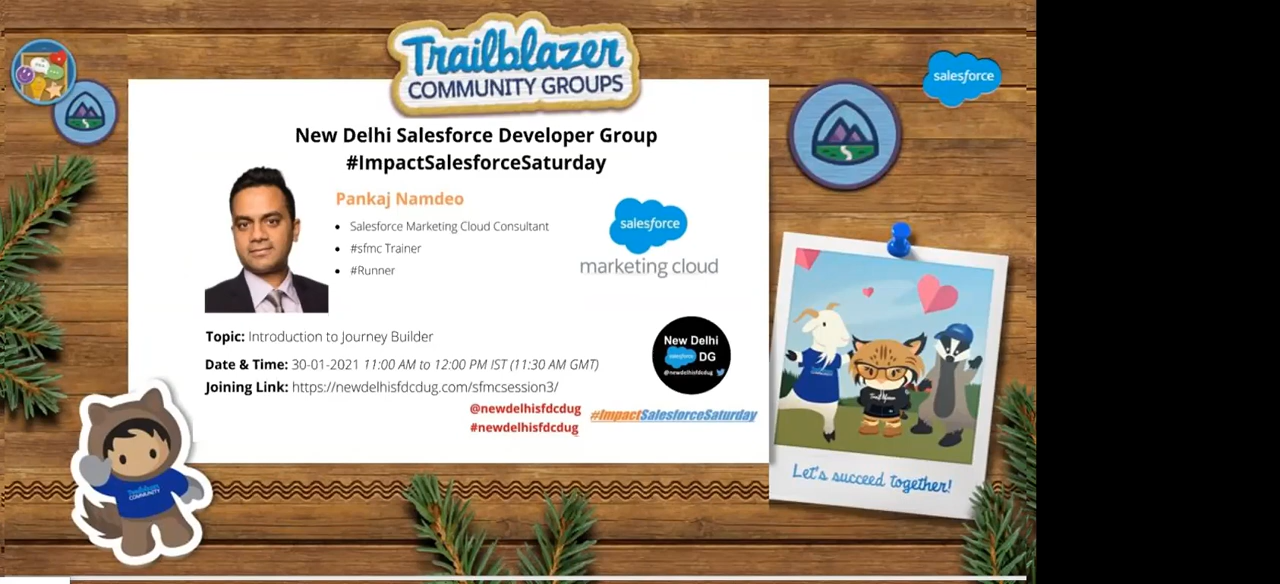 Trailblazer
COMMUNITY GROUPS
salesforce
New Delhi Salesforce Developer Group
#ImpactSalesforceSaturday
Pankaj Namdeo
• Salesforce Marketing Cloud Consultant
• #sfmc Trainer
• #Runner
salesforce
marketing cloud
Topic: Introduction to Journey Builder
Date & Time: 30-01-2021 11:00 AM to 12:00 PM IST (11:30 AM GMT)
Joining Link: https://newdelhisfdcdug.com/sfmcsession3/
New Delhi
salesforce DG
@newdelhisfdcdug
@newdelhisfdcdug
#newdelhisfdcdug
#ImpactSalesforceSaturday
Let's succeed together!
COMMUNITY